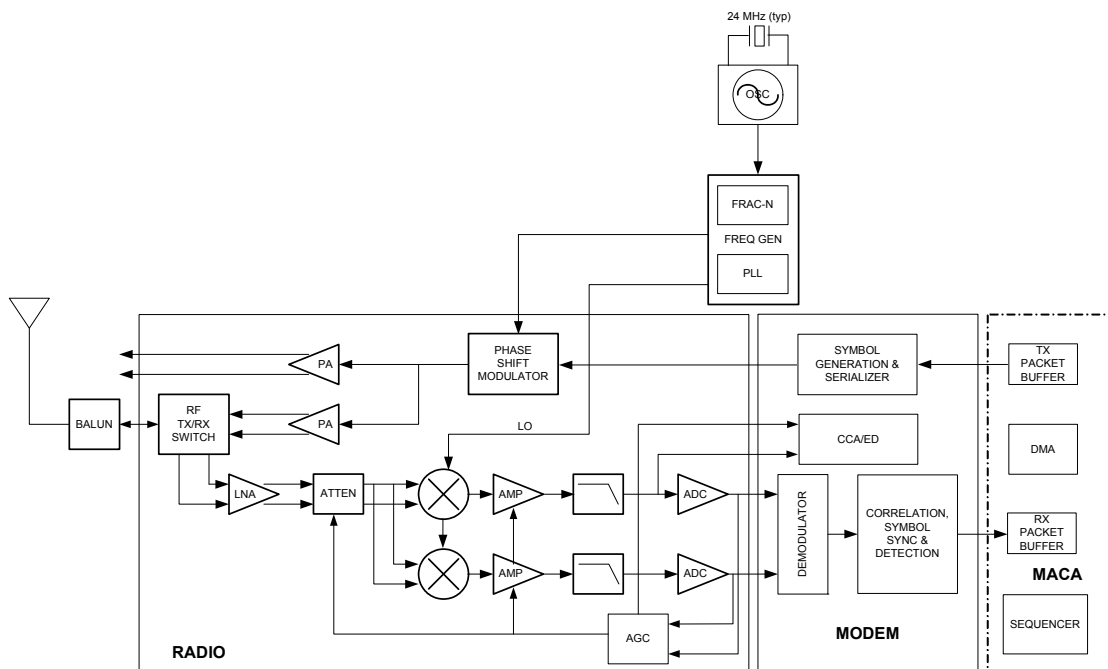 24 MHz (typ)
OSC
FRAC-N
FREQ GEN
PLL
PA
PHASE
SHIFT
MODULATOR
SYMBOL
GENERATION &
SERIALIZER
TX
PACKET
BUFFER
BALUN
RF
TX/RX
SWITCH
PA
LO
CCA/ED
DMA
LNA
ATTEN
AMP
ADC
DEMODULATOR
CORRELATION,
SYMBOL
SYNC &
DETECTION
RX
PACKET
BUFFER
AMP
ADC
MACA
AGC
SEQUENCER
RADIO
MODEM